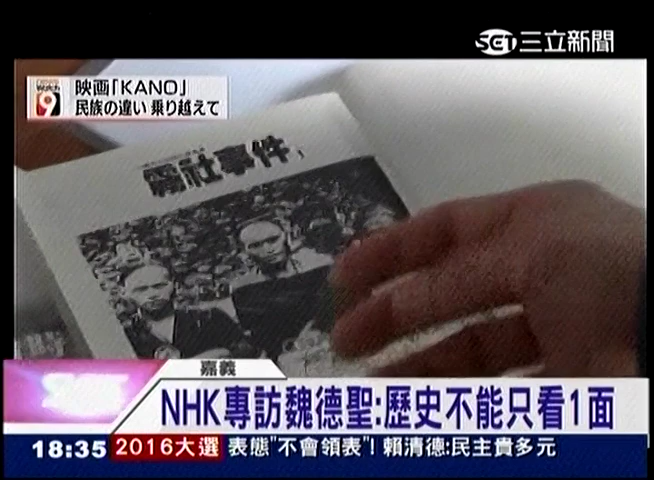 SET三立新聞
News Watch 9
映画「KANO」
民族の違い 乗り越えて
霧社事件
嘉義
NHK專訪魏德聖:歷史不能只看1面
18:35 2016大選 表態"不會領表"! 賴清德:民主貴多元